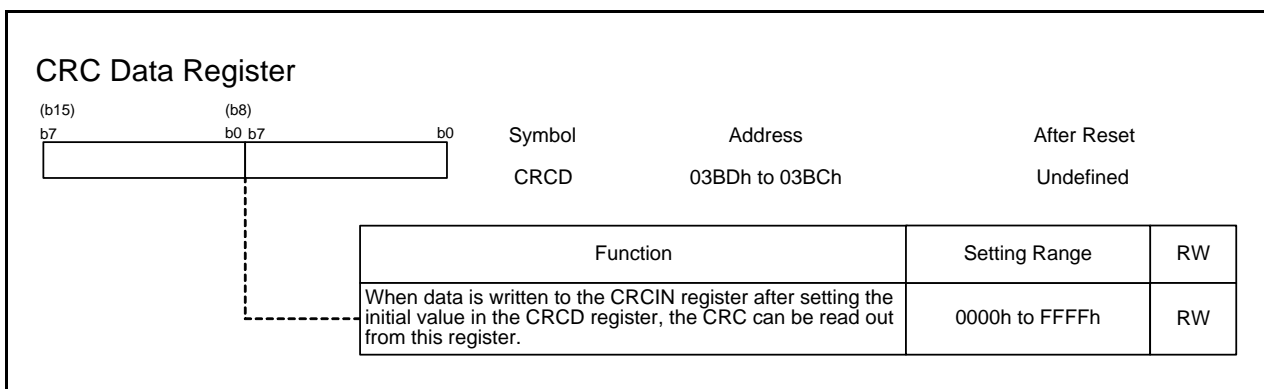 CRC Data Register
(b15) (b8)
b7 b0 b7 b0 Symbol Address After Reset
CRCD 03BDh to 03BCh Undefined
Function Setting Range RW
When data is written to the CRCIN register after setting the
initial value in the CRCD register, the CRC can be read out
from this register.
0000h to FFFFh RW